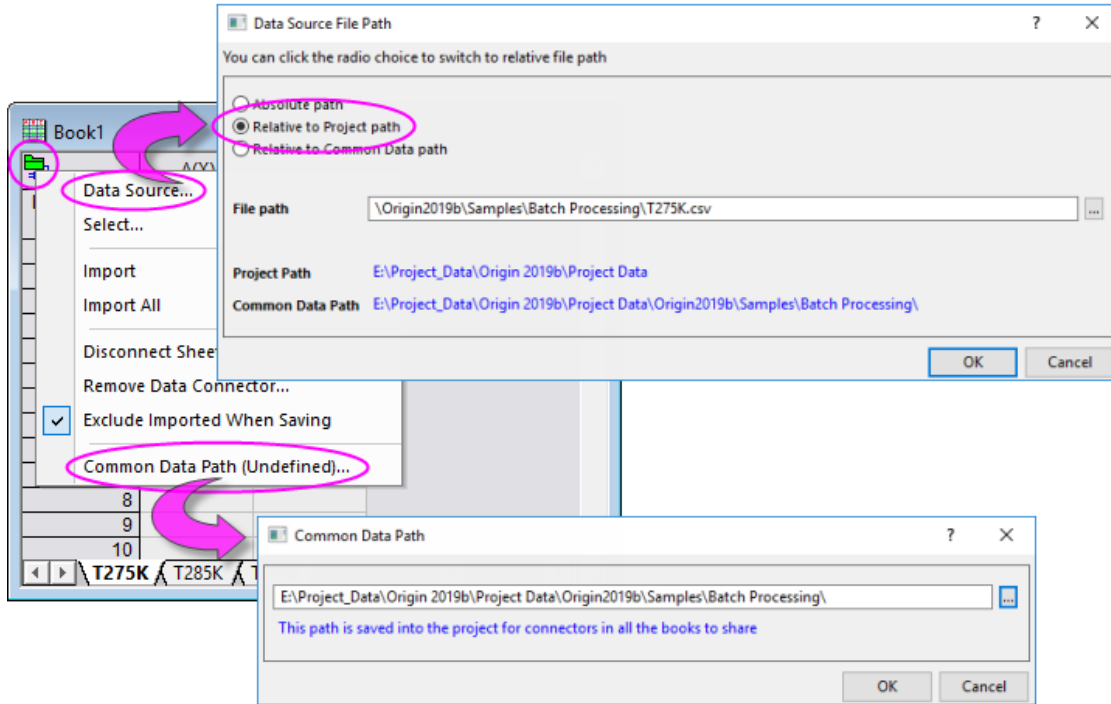 Data Source File Path
?
You can click the radio choice to switch to relative file path
Absolute path
Relative to Project path
Relative to Common Data path
File path \Origin2019b\Samples\Batch Processing\T275K.csv ...
Project Path E:\Project_Data\Origin 2019b\Project Data
Common Data Path E:\Project_Data\Origin 2019b\Project Data\Origin2019b\Samples\Batch Processing\
OK Cancel
Book1
A(X)
Data Source...
Select...
Import
Import All
Disconnect Sheet
Remove Data Connector...
Exclude Imported When Saving
Common Data Path (Undefined)...
8
9
10
T275K T285K
Common Data Path
?
E:\Project_Data\Origin 2019b\Project Data\Origin2019b\Samples\Batch Processing\ ...
This path is saved into the project for connectors in all the books to share
OK Cancel